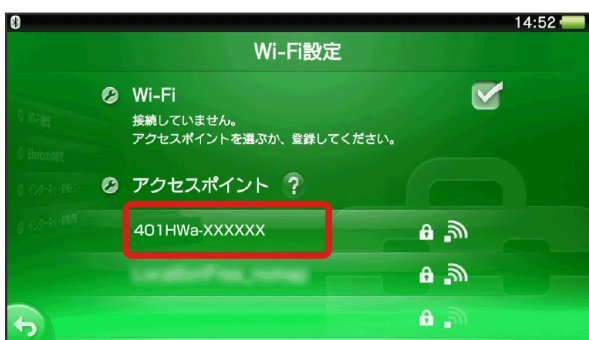 14:52
Wi-Fi設定
Wi-Fi
接続していません。
アクセスポイントを選ぶか、登録してください。
アクセスポイント ?
401HWa-XXXXXX